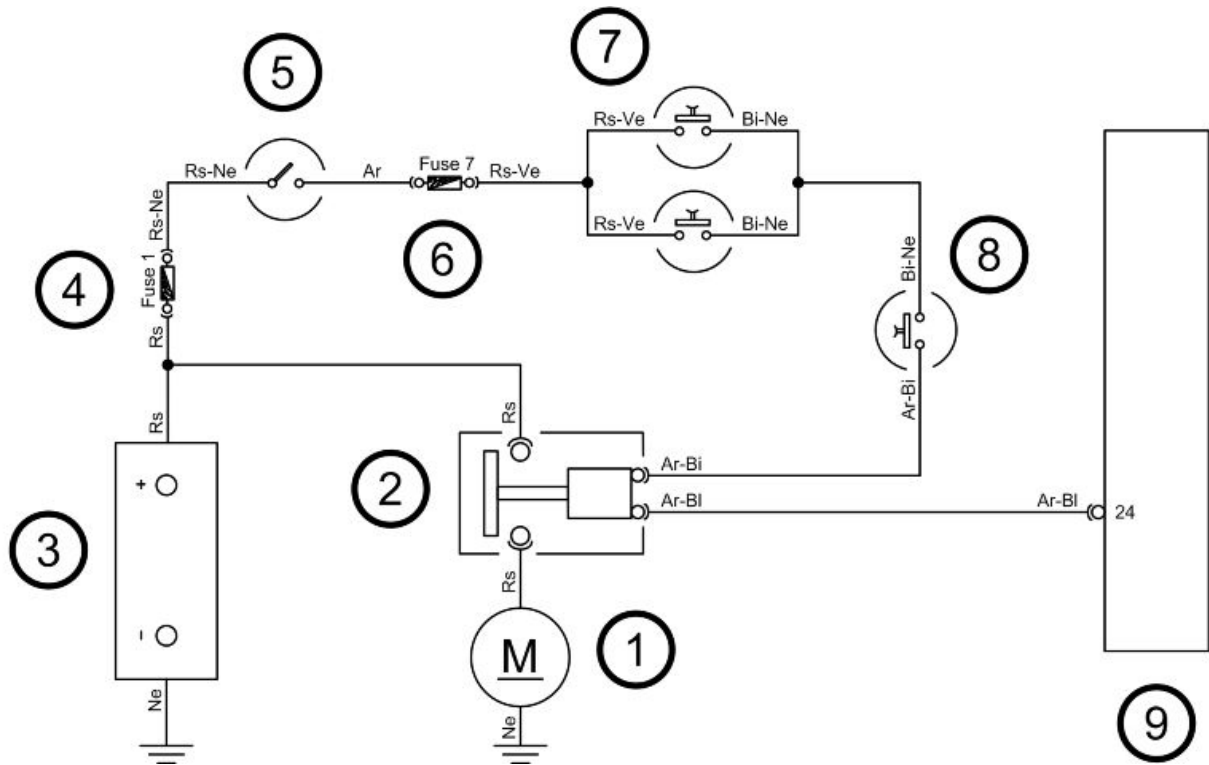 7
5
Rs-Ve
Bi-Ne
Rs-Ne
Ar
Fuse 7
Rs-Ve
Rs-Ve
Bi-Ne
Rs-Ne
6
8
Bi-Ne
4
Fuse 1
Rs
Ar-Bi
Rs
Rs
2
Ar-Bi
Ar-Bl
Ar-Bl
24
+
3
Rs
1
−
M
Ne
Ne
9